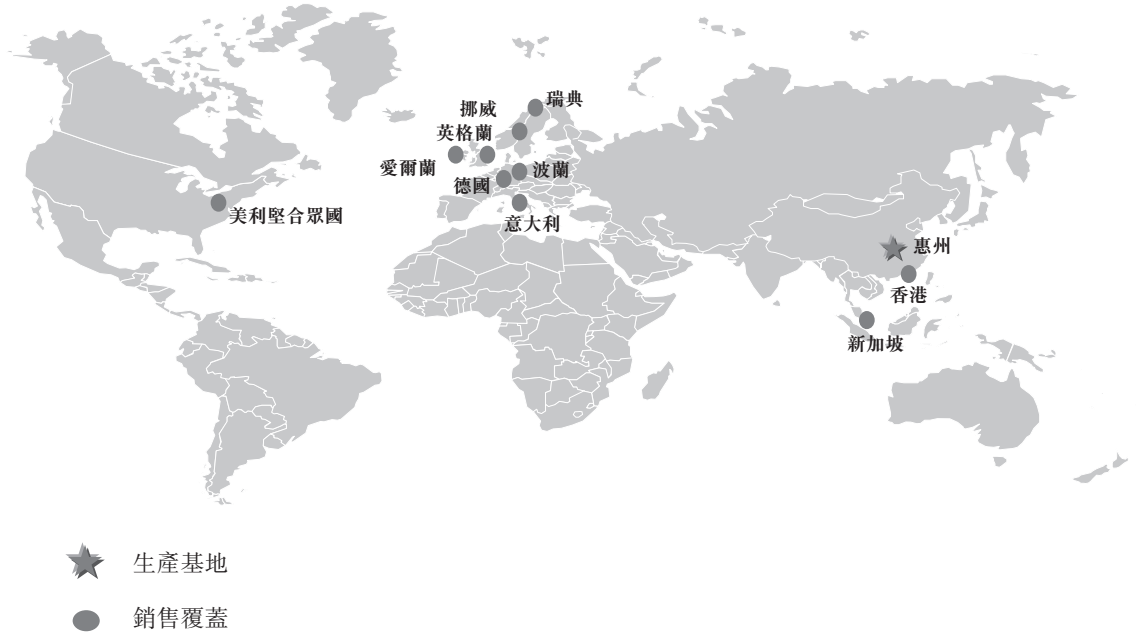 瑞典
挪威
英格蘭
愛爾蘭
波蘭
德國
美利堅合眾國
意大利
惠州
香港
新加坡
生產基地
銷售覆蓋